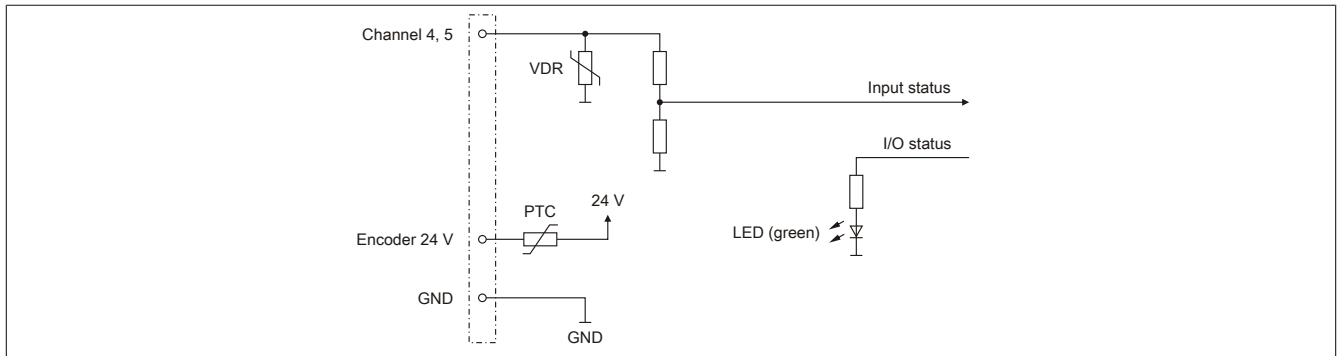 Channel 4, 5
VDR
Input status
I/O status
24 V
PTC
LED (green)
Encoder 24 V
GND
GND